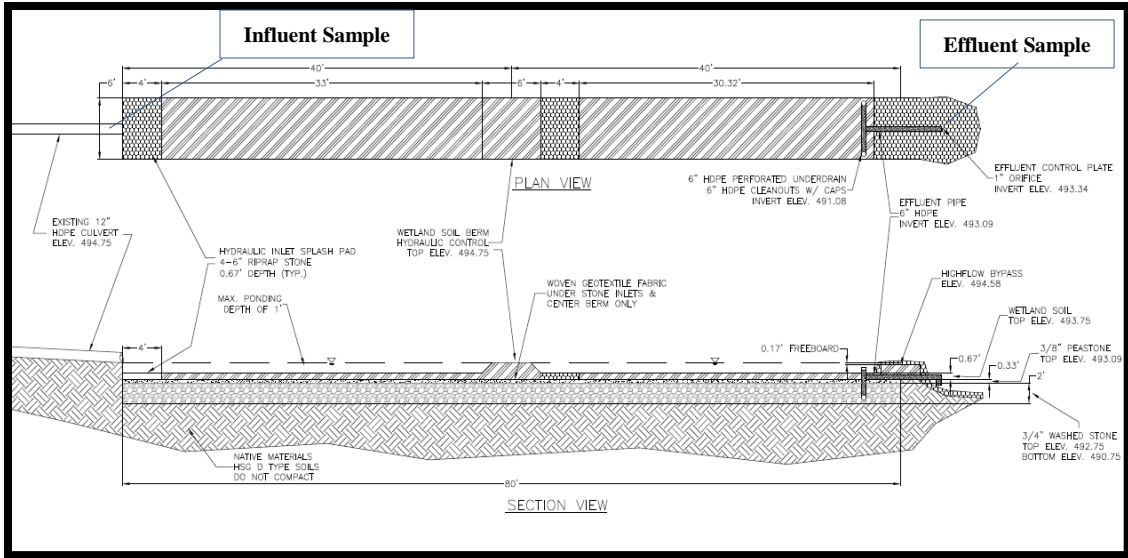 Influent Sample
Effluent Sample
40'
40'
6'
4'
33'
6'
4'
30.32'
PLAN VIEW
6" HDPE PERFORATED UNDERDRAIN
6" HDPE CLEANOUTS W/ CAPS
INVERT ELEV. 491.08
EFFLUENT CONTROL PLATE
1" ORIFICE
INVERT ELEV. 493.34
EFFLUENT PIPE
6" HDPE
INVERT ELEV. 493.09
EXISTING 12"
HDPE CULVERT
ELEV. 494.75
HYDRAULIC INLET SPLASH PAD
4-6" RIPRAP STONE
0.67' DEPTH (TYP.)
WETLAND SOIL BERM
HYDRAULIC CONTROL
TOP ELEV. 494.75
WOVEN GEOTEXTILE FABRIC
UNDER STONE INLETS &
CENTER BERM ONLY
HIGHFLOW BYPASS
ELEV. 494.58
MAX. PONDING
DEPTH OF 1'
WETLAND SOIL
TOP ELEV. 493.75
4'
0.17' FREEBOARD
0.67'
0.33'
2'
3/8" PEASTONE
TOP ELEV. 493.09
3/4" WASHED STONE
TOP ELEV. 492.75
BOTTOM ELEV. 490.75
NATIVE MATERIALS
HSG D TYPE SOILS
DO NOT COMPACT
80'
SECTION VIEW